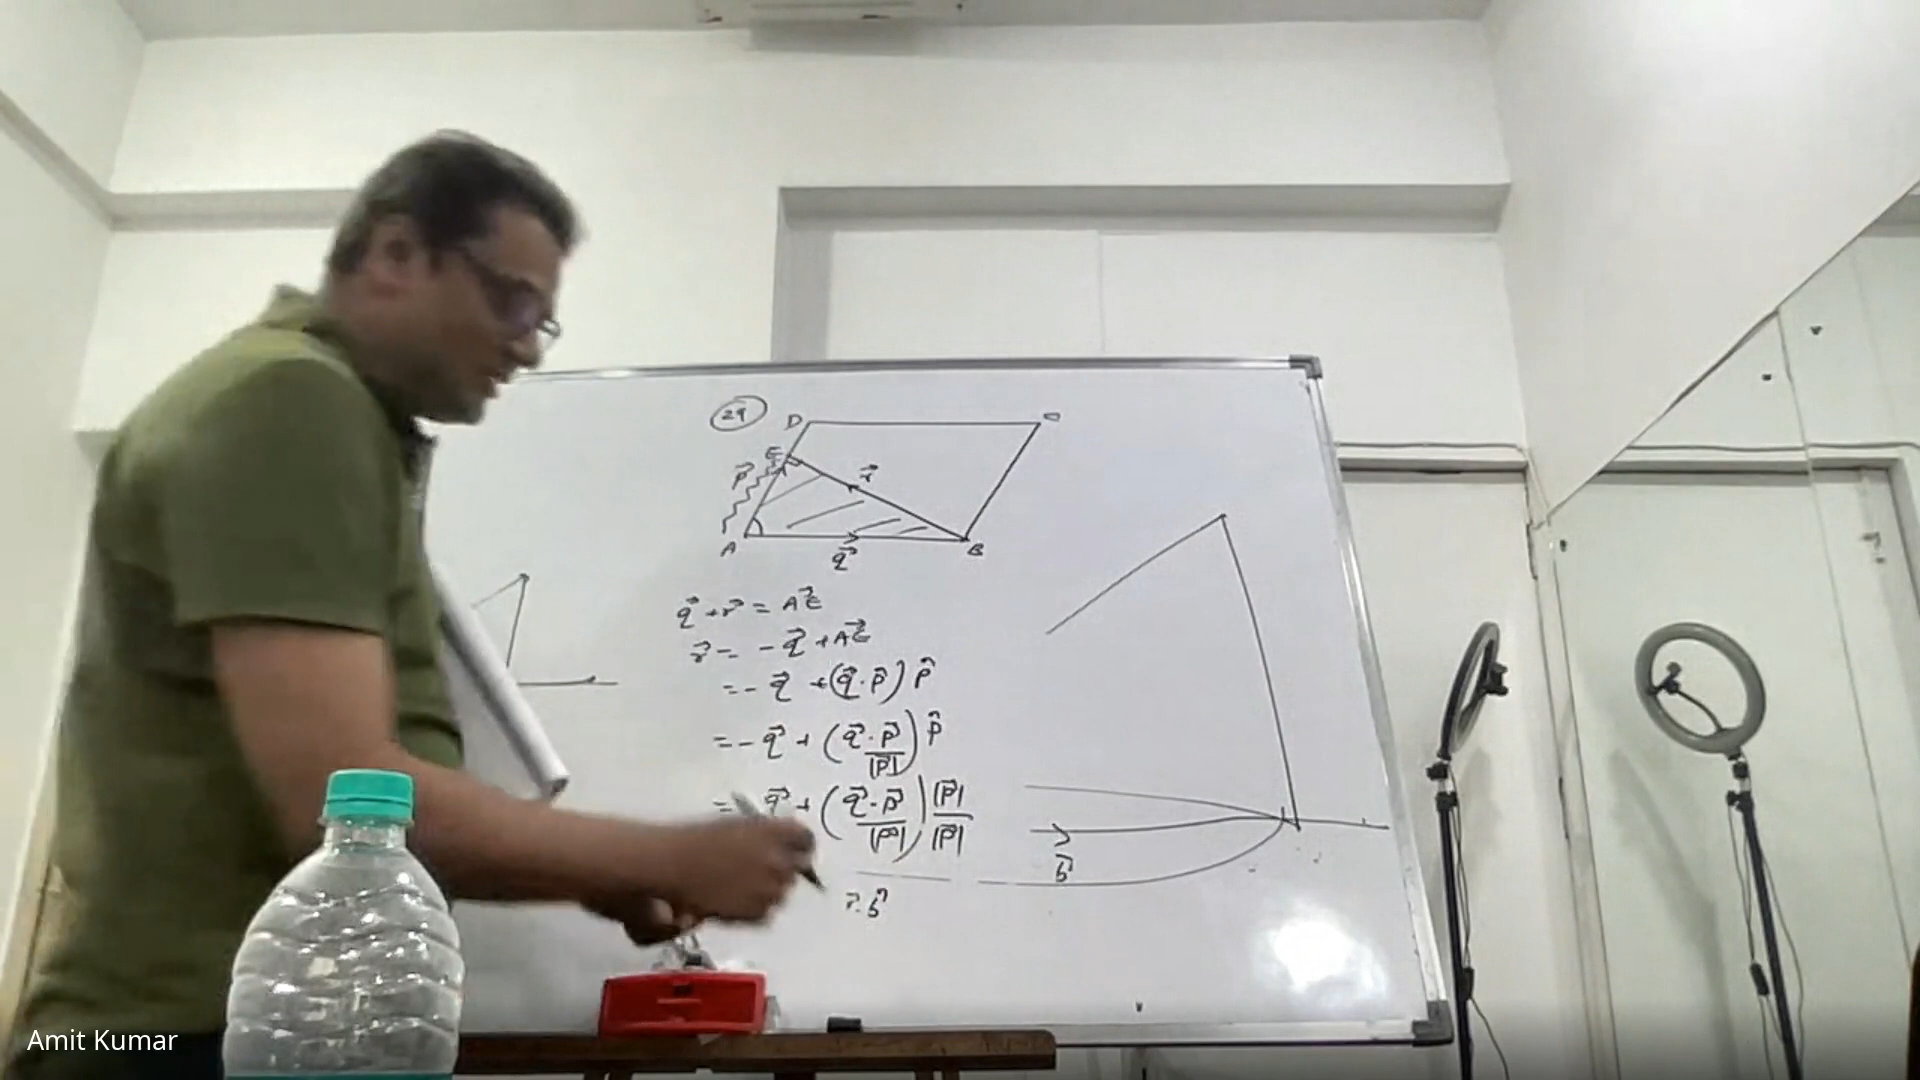 29
D C
E
p⃗ r⃗
A q⃗ B
q⃗ + r⃗ = AE⃗
r⃗ = - q⃗ + AE⃗
= - q⃗ + (q⃗ · p̂) p̂
= - q⃗ + (q⃗ · p⃗ / |p⃗|) p̂
= q⃗ + (q⃗ · p⃗ / |p⃗|) |p⃗| / |p⃗|
b⃗
Amit Kumar